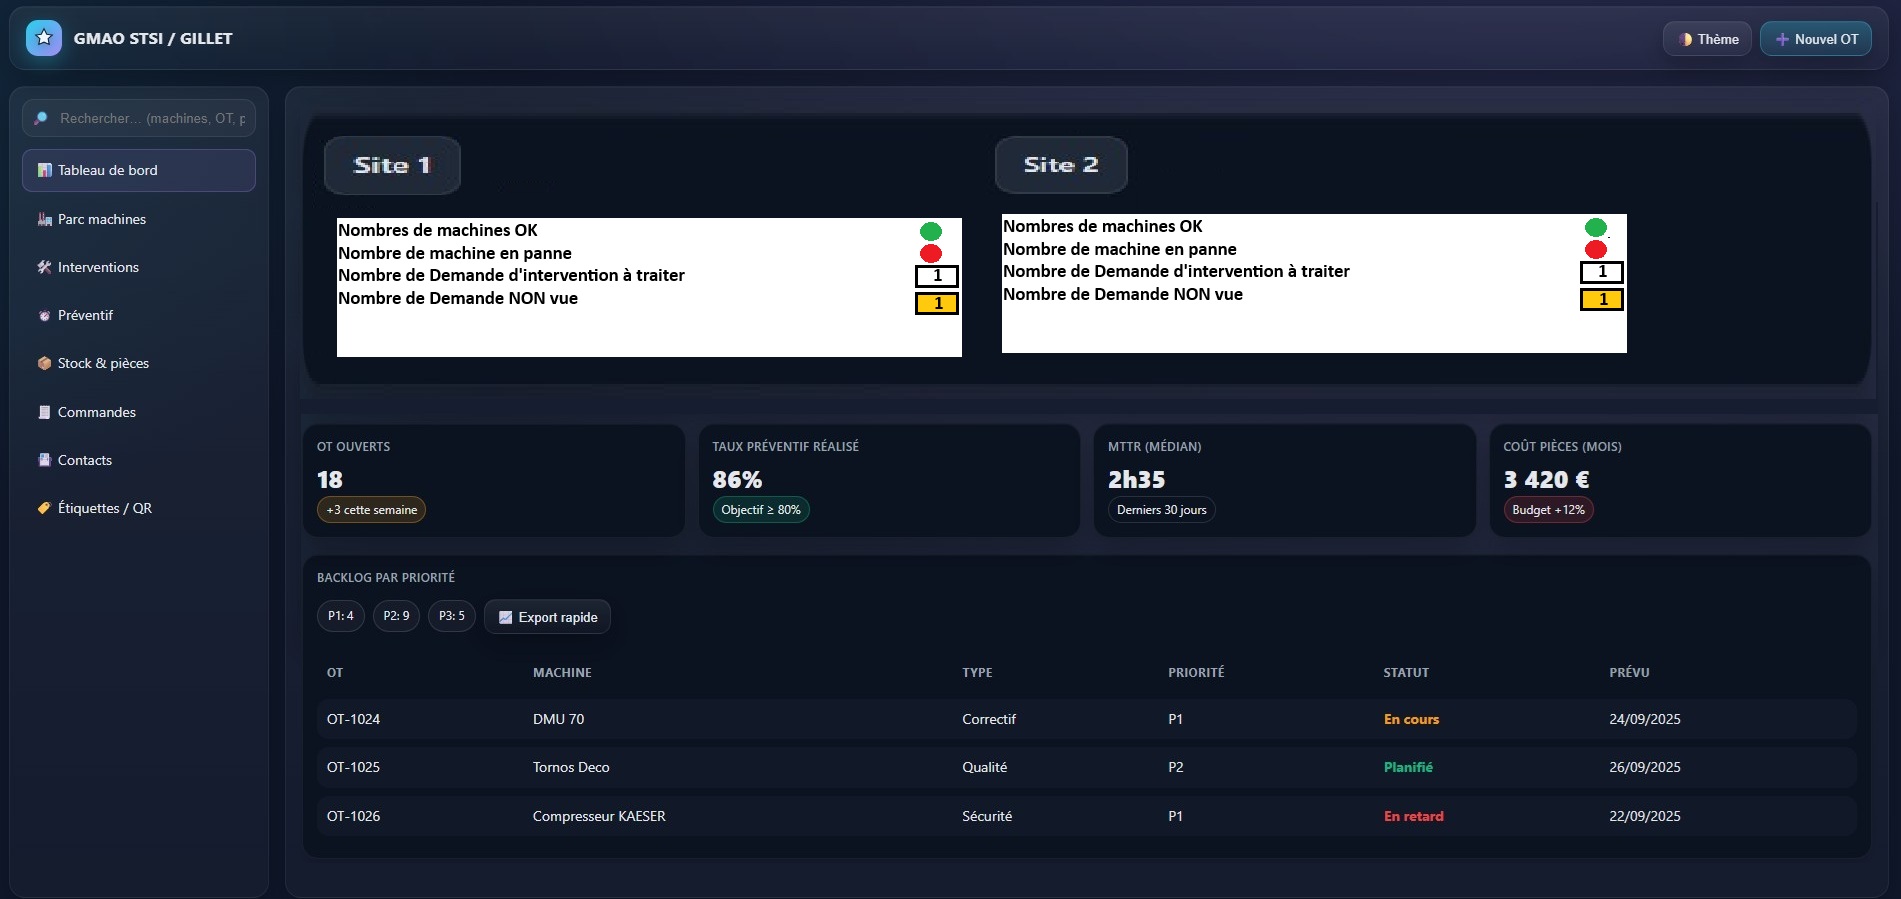 GMAO STSI / GILLET
Thème
Nouvel OT
Rechercher... (machines, OT, p
Tableau de bord
Parc machines
Interventions
Préventif
Stock & pièces
Commandes
Contacts
Étiquettes / QR
Site 1
Nombres de machines OK
Nombre de machine en panne
Nombre de Demande d'intervention à traiter 1
Nombre de Demande NON vue 1
Site 2
Nombres de machines OK
Nombre de machine en panne
Nombre de Demande d'intervention à traiter 1
Nombre de Demande NON vue 1
OT OUVERTS
18
+3 cette semaine
TAUX PRÉVENTIF RÉALISÉ
86%
Objectif ≥ 80%
MTTR (MÉDIAN)
2h35
Derniers 30 jours
COÛT PIÈCES (MOIS)
3 420 €
Budget +12%
BACKLOG PAR PRIORITÉ
P1: 4 P2: 9 P3: 5 Export rapide
OT MACHINE TYPE PRIORITÉ STATUT PRÉVU
OT-1024 DMU 70 Correctif P1 En cours 24/09/2025
OT-1025 Tornos Deco Qualité P2 Planifié 26/09/2025
OT-1026 Compresseur KAESER Sécurité P1 En retard 22/09/2025